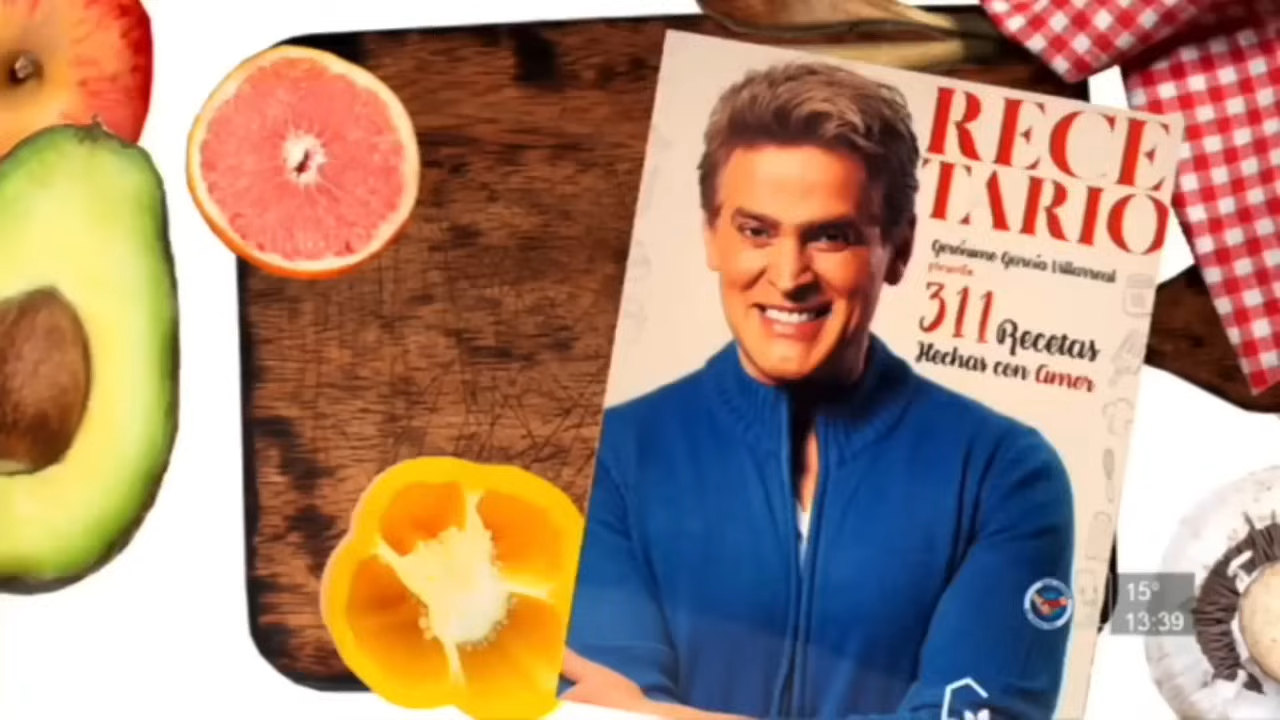 RECE
TARIO
Gerónimo García Villarreal
presenta
311 Recetas
Hechas con Amor
15°
13:39